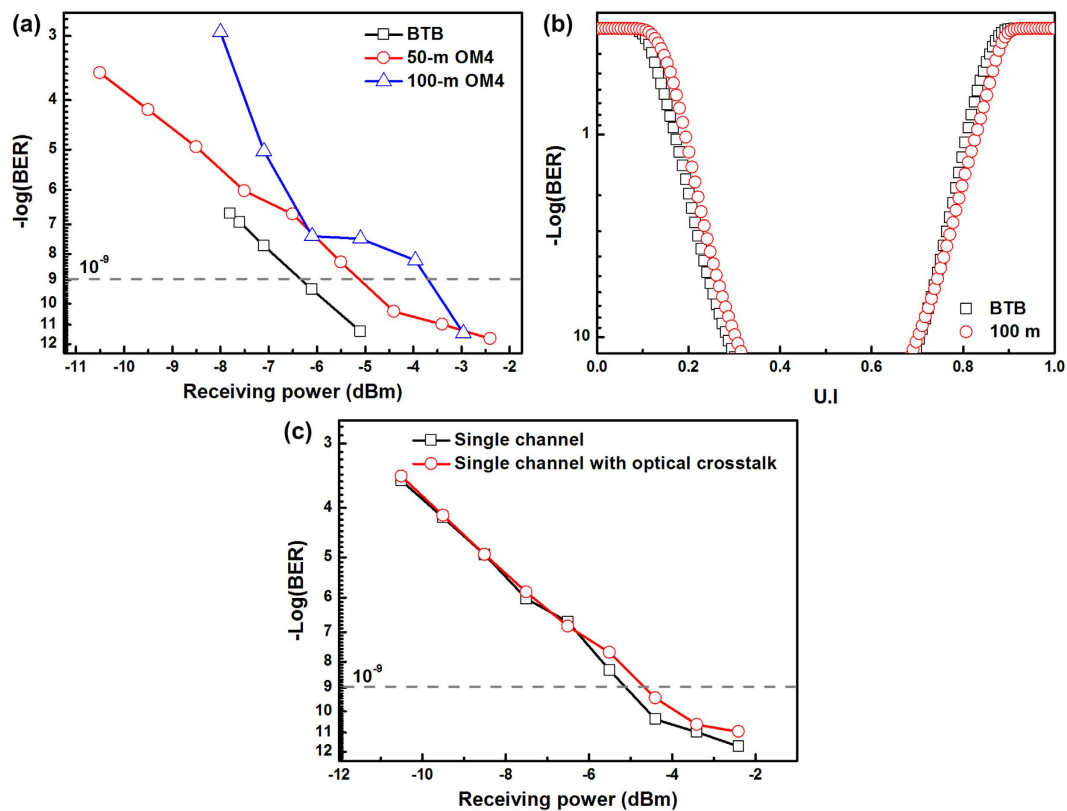 (a)
BTB
50-m OM4
100-m OM4
-log(BER)
3
4
5
6
7
8
9
10
11
12
10-9
-11
-10
-9
-8
-7
-6
-5
-4
-3
-2
Receiving power (dBm)
(b)
-Log(BER)
1
10
BTB
100 m
0.0
0.2
0.4
0.6
0.8
1.0
U.I
(c)
Single channel
Single channel with optical crosstalk
-Log(BER)
3
4
5
6
7
8
9
10
11
12
10-9
-12
-10
-8
-6
-4
-2
Receiving power (dBm)